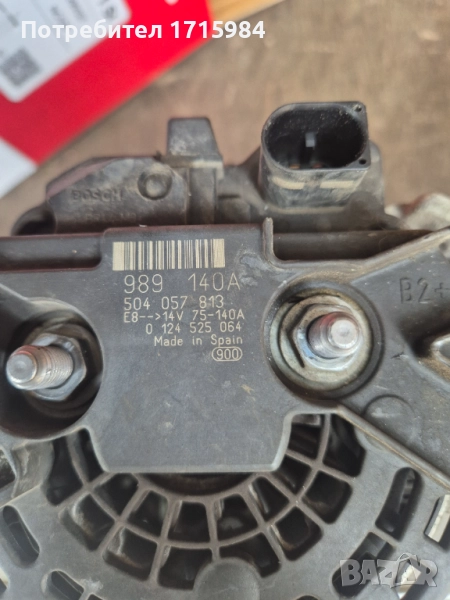 Потребител 1715984
BOSCH
989 140A
504 057 813
E8-->14V 75-140A
0 124 525 064
Made in Spain
900
B2+
bazar